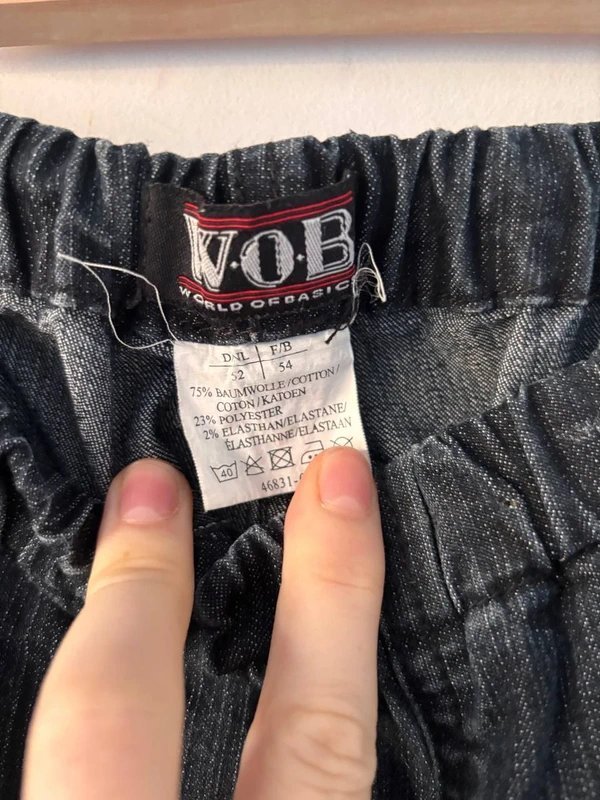 W·O·B
WORLD OF BASIC
D/NL F/B
52 54
75% BAUMWOLLE/COTTON/
COTON/KATOEN
23% POLYESTER
2% ELASTHAN/ELASTANE/
ÉLASTHANNE/ELASTAAN
40
46831-